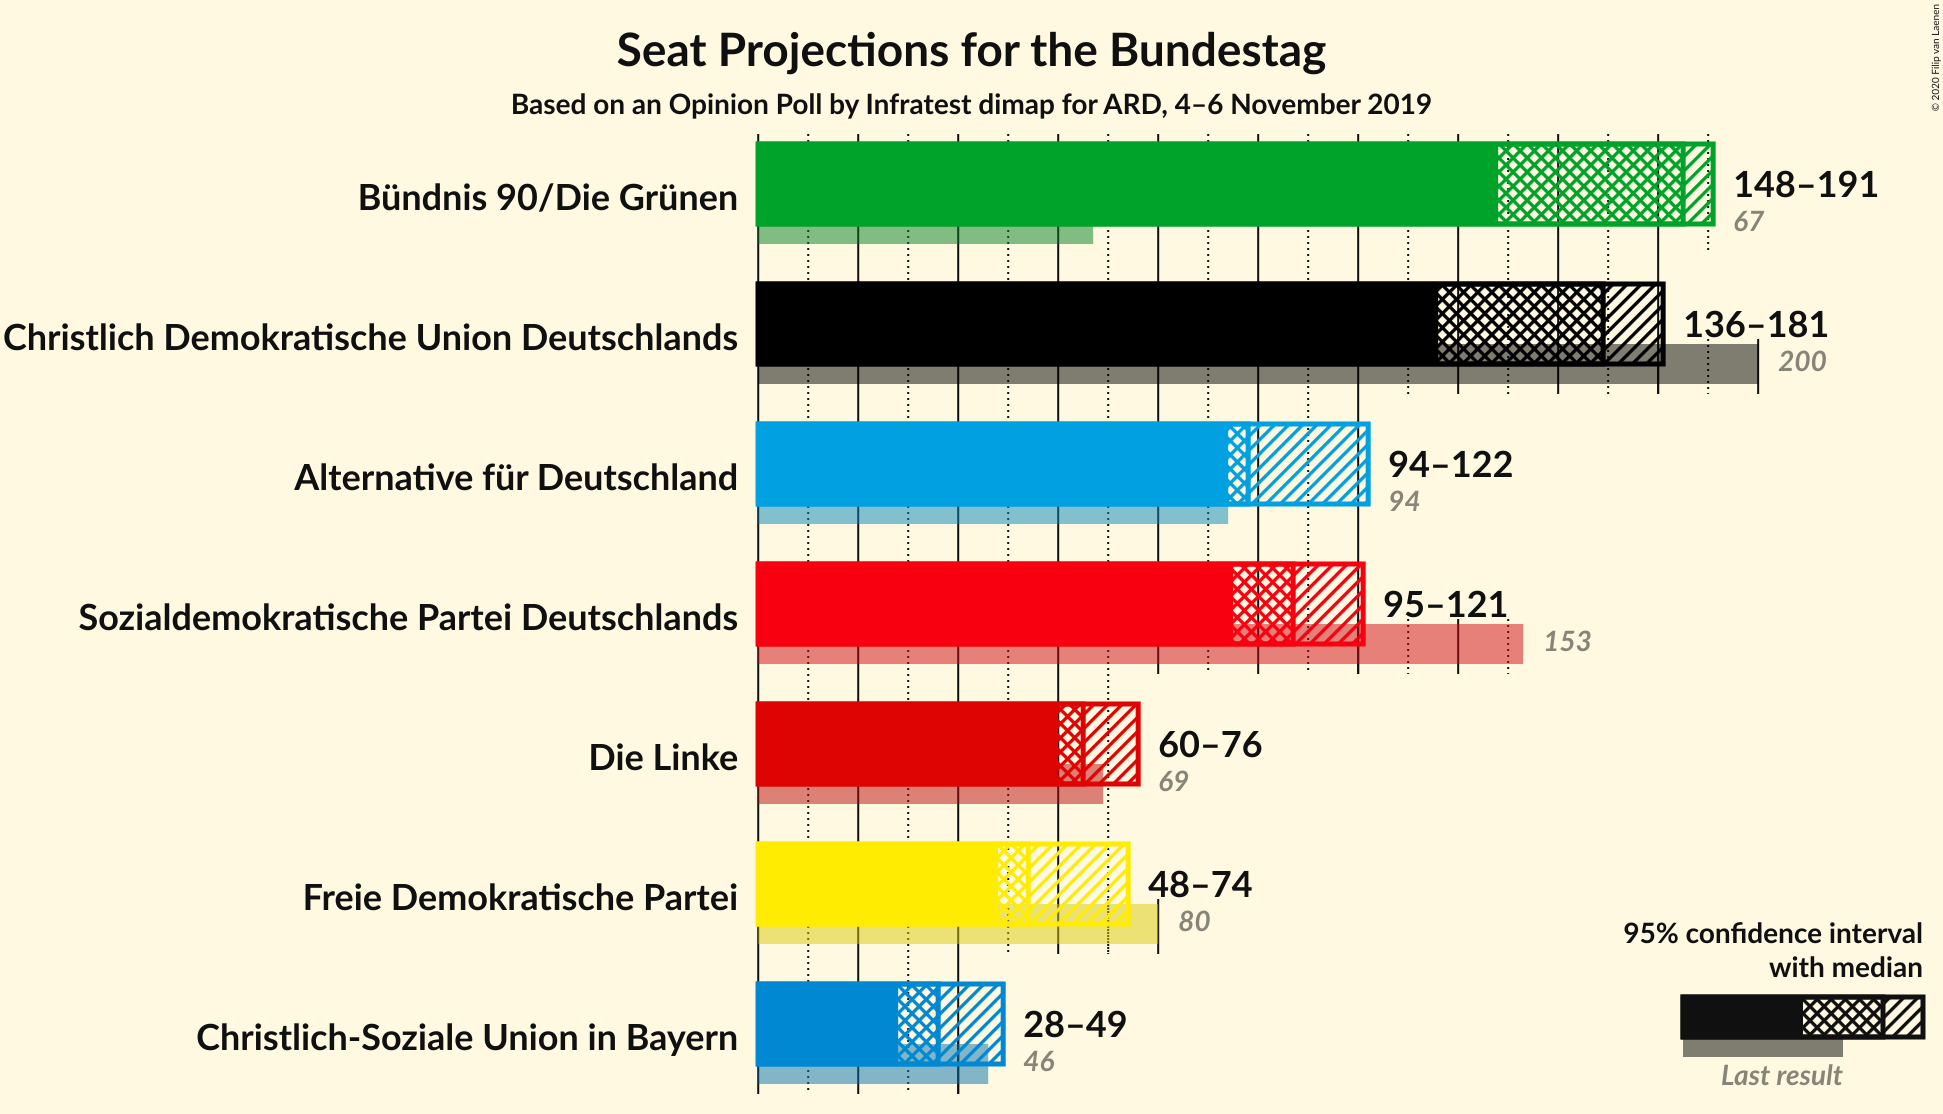 Seat Projections for the Bundestag
Based on an Opinion Poll by Infratest dimap for ARD, 4–6 November 2019
© 2020 Filip van Laenen
Bündnis 90/Die Grünen
148–191
67
Christlich Demokratische Union Deutschlands
136–181
200
Alternative für Deutschland
94–122
94
Sozialdemokratische Partei Deutschlands
95–121
153
Die Linke
60–76
69
Freie Demokratische Partei
48–74
80
Christlich-Soziale Union in Bayern
28–49
46
95% confidence interval
with median
Last result